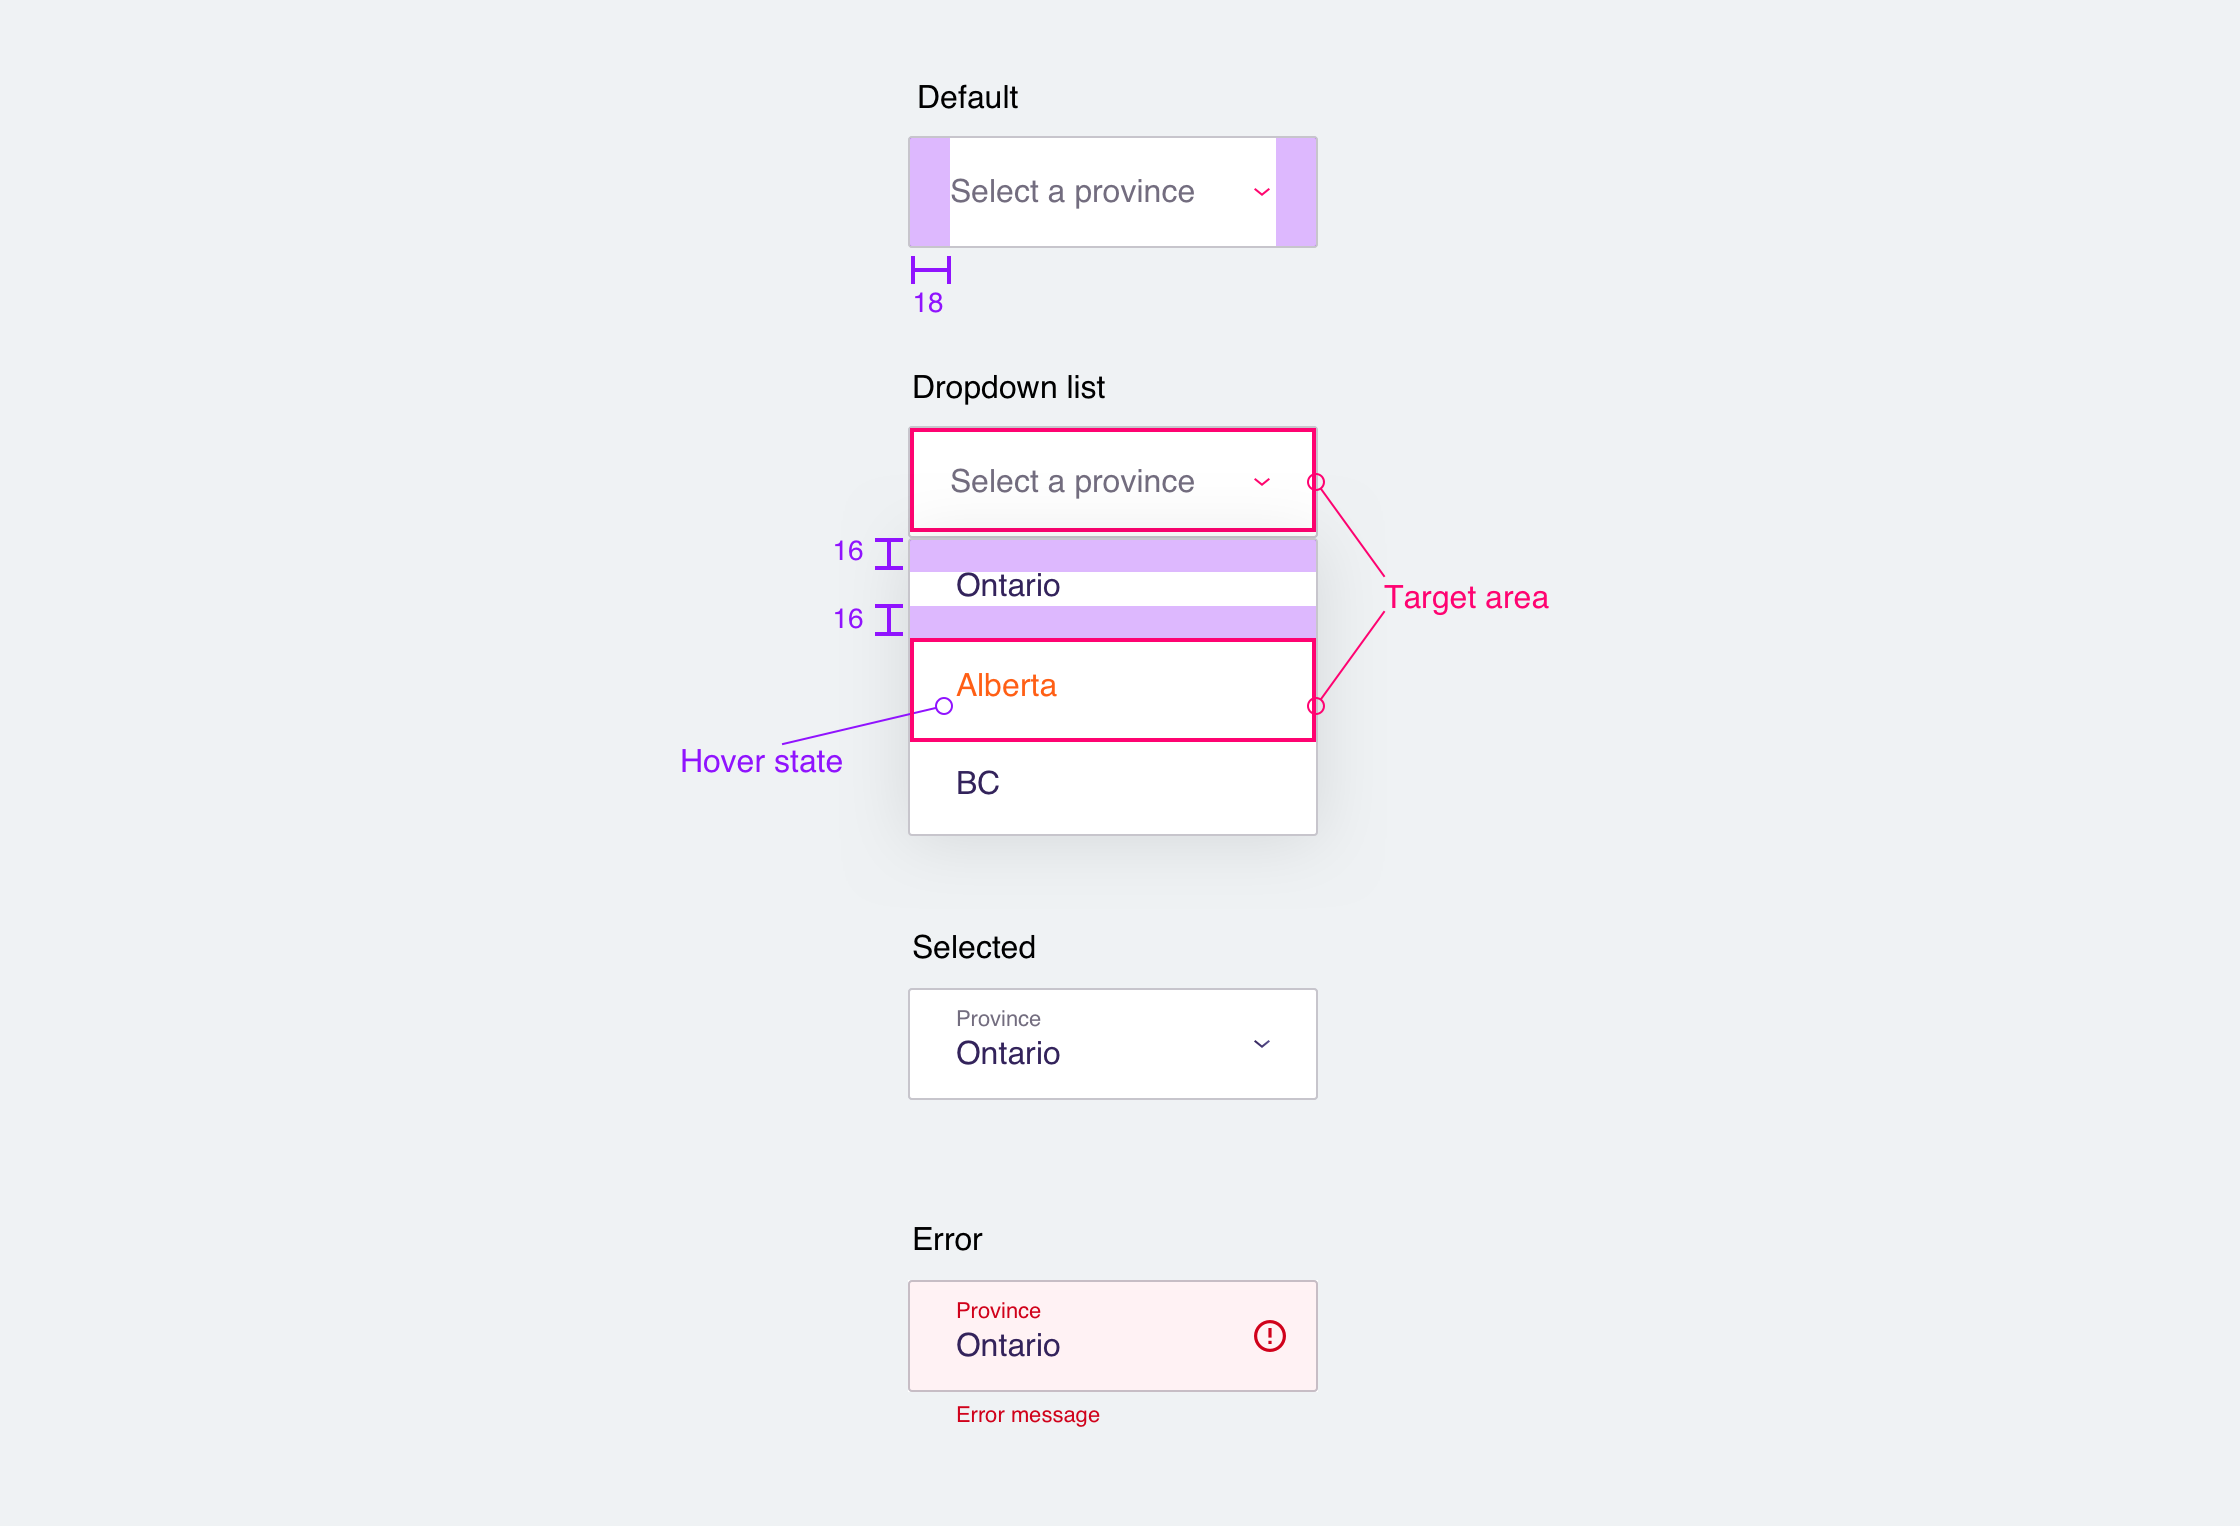 Default
Select a province
18
Dropdown list
Select a province
16
Ontario
16
Target area
Alberta
Hover state
BC
Selected
Province
Ontario
Error
Province
Ontario
Error message